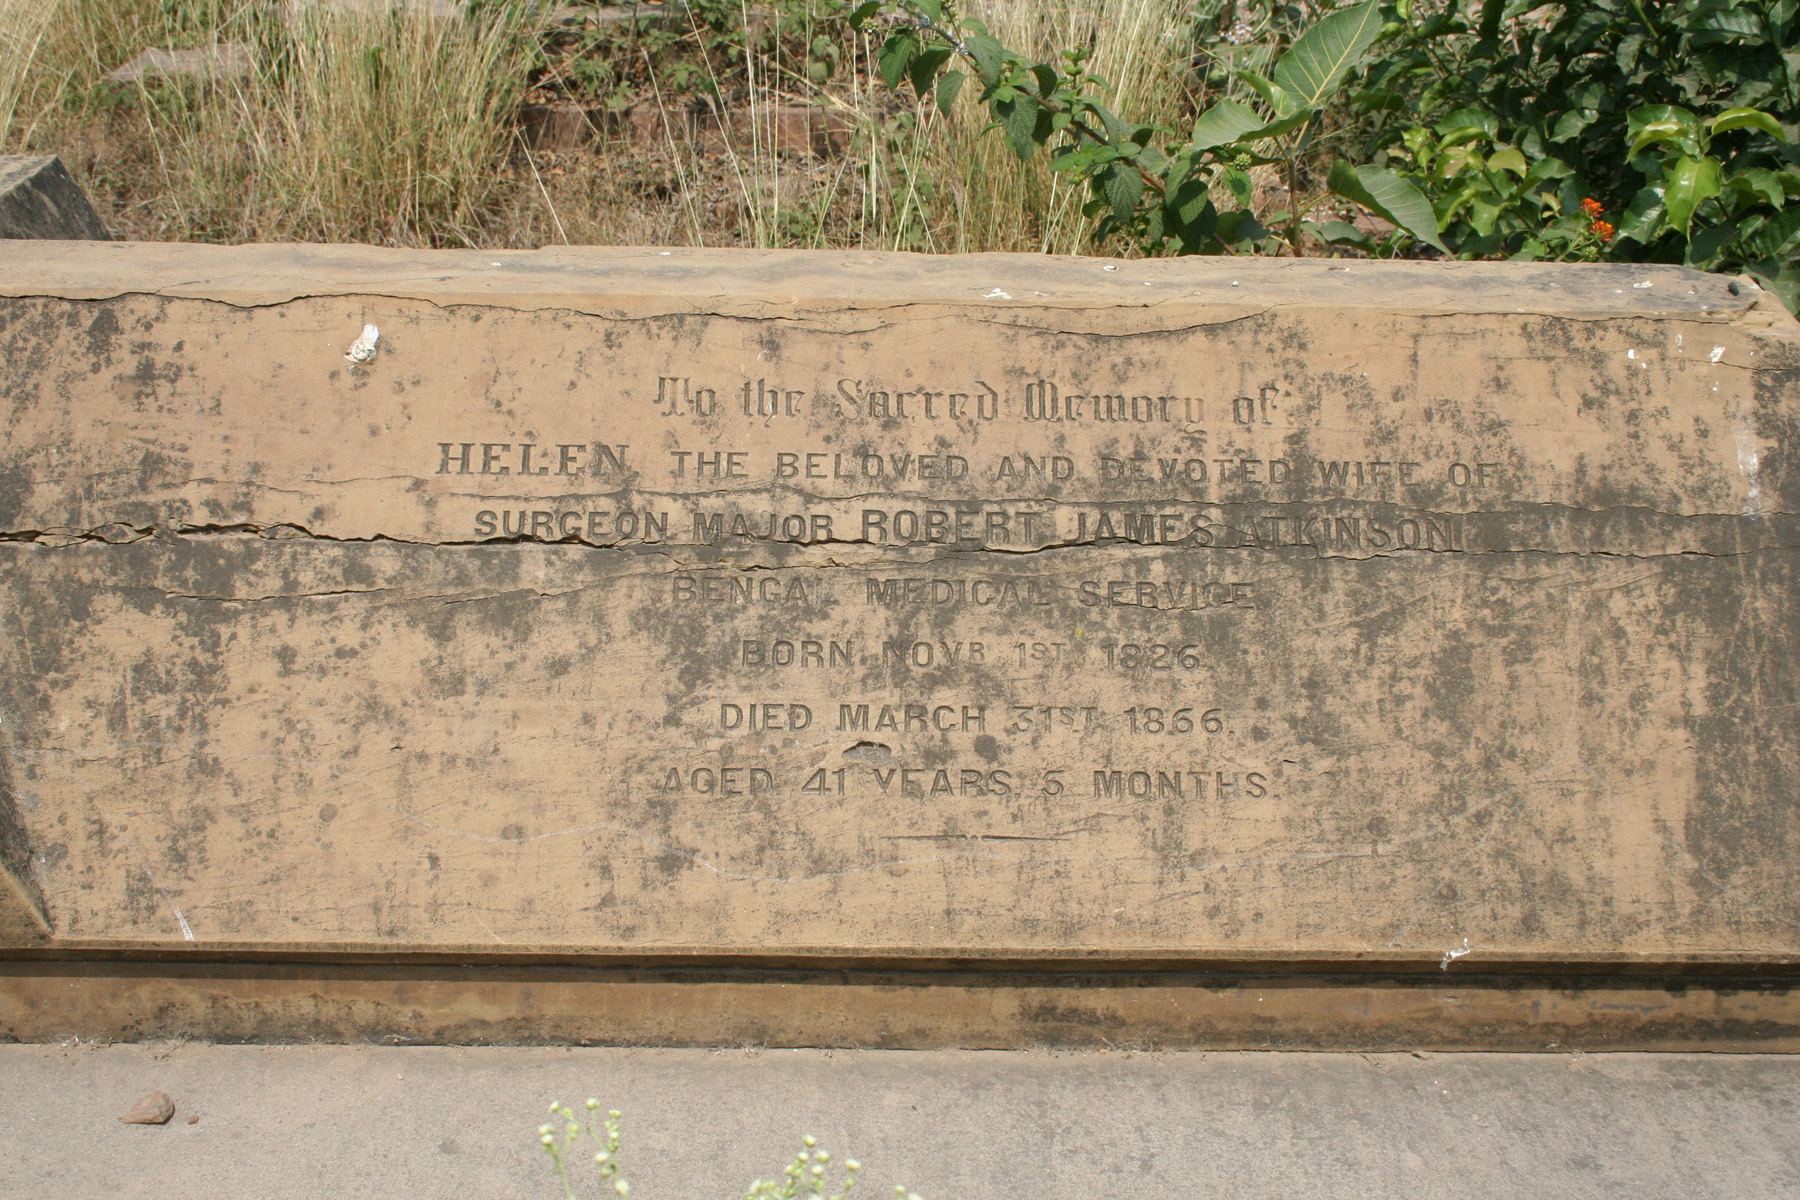 To the Sacred Memory of
HELEN, THE BELOVED AND DEVOTED WIFE OF
SURGEON MAJOR ROBERT JAMES ATKINSON
BENGAL MEDICAL SERVICE
BORN NOVR 1ST 1826.
DIED MARCH 31ST 1866.
AGED 41 YEARS. 5 MONTHS.